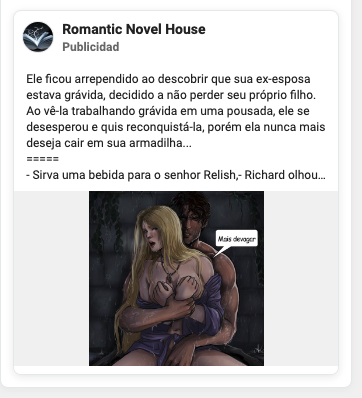 Romantic Novel House
Publicidad
Ele ficou arrependido ao descobrir que sua ex-esposa
estava grávida, decidido a não perder seu próprio filho.
Ao vê-la trabalhando grávida em uma pousada, ele se
desesperou e quis reconquistá-la, porém ela nunca mais
deseja cair em sua armadilha...
=====
- Sirva uma bebida para o senhor Relish,- Richard olhou...
Mais devagar